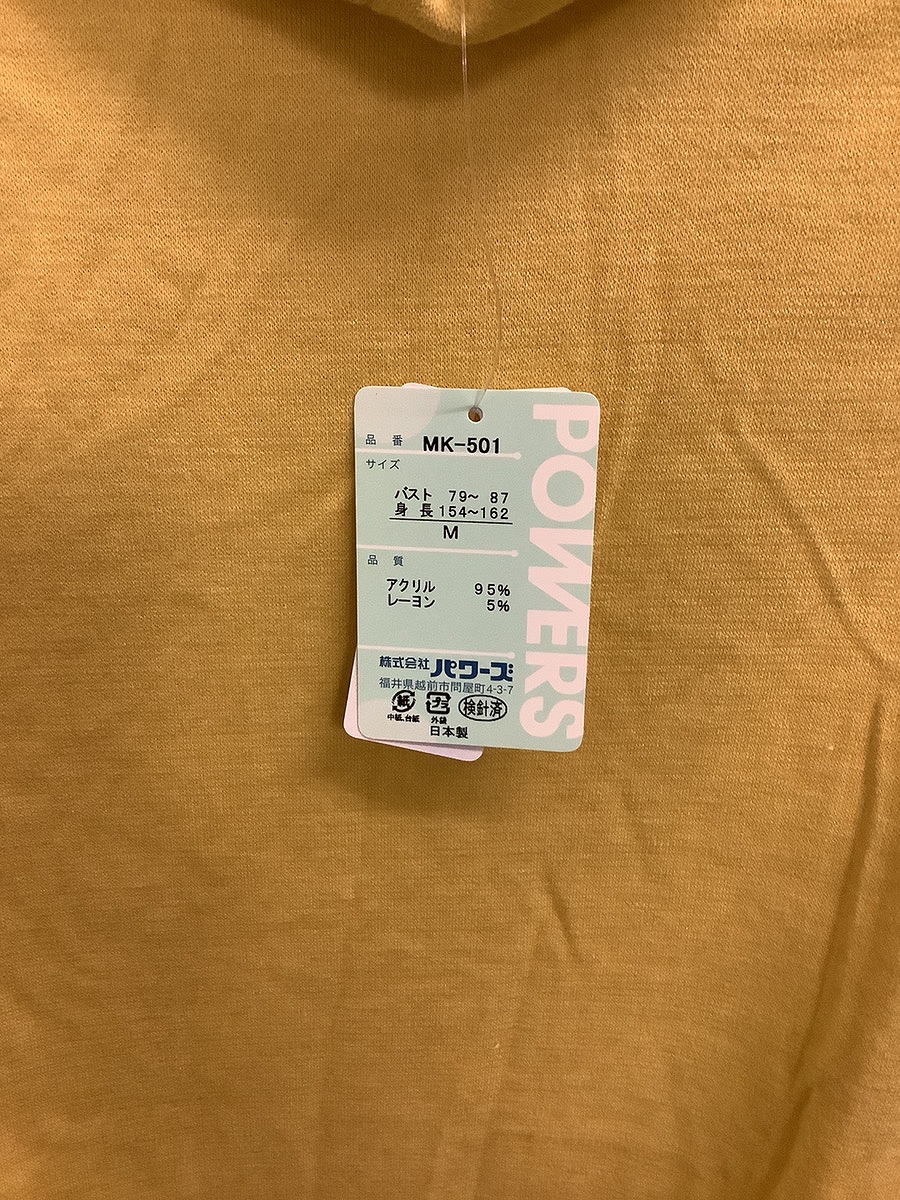 品番 MK-501
サイズ
バスト 79～ 87
身長 154～162
M
品質
アクリル 95%
レーヨン 5%
株式会社 パワーズ
福井県越前市問屋町4-3-7
紙 プラ 検針済
中紙、台紙 外袋
日本製
POWERS